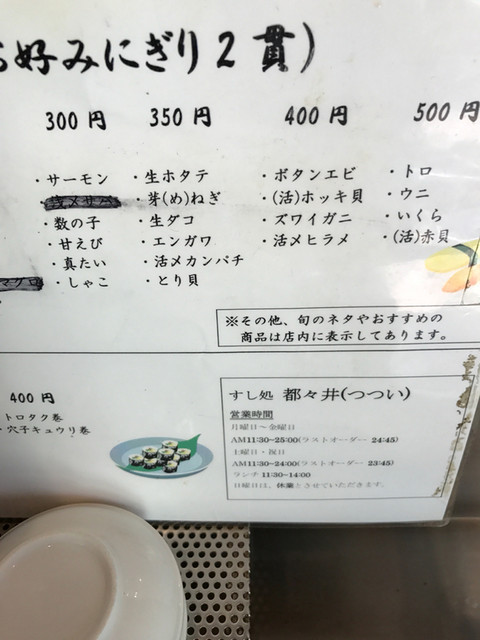 お好みにぎり2貫)
300円
350円
400円
500円
・サーモン
・数の子
・甘えび
・真たい
・しゃこ
・生ホタテ
・芽(め)ねぎ
・生ダコ
・エンガワ
・活メカンパチ
・とり貝
・ボタンエビ
・(活)ホッキ貝
・ズワイガニ
・活メヒラメ
・トロ
・ウニ
・いくら
・(活)赤貝
マグロ
※その他、旬のネタやおすすめの
商品は店内に表示してあります。
400円
トロタク巻
・穴子キュウリ巻
すし処 都々井(つつい)
営業時間
月曜日～金曜日
AM11:30~25:00(ラストオーダー 24:45)
土曜日・祝日
AM11:30~24:00(ラストオーダー 23:45)
ランチ 11:30~14:00
日曜日は、休業とさせていただきます。